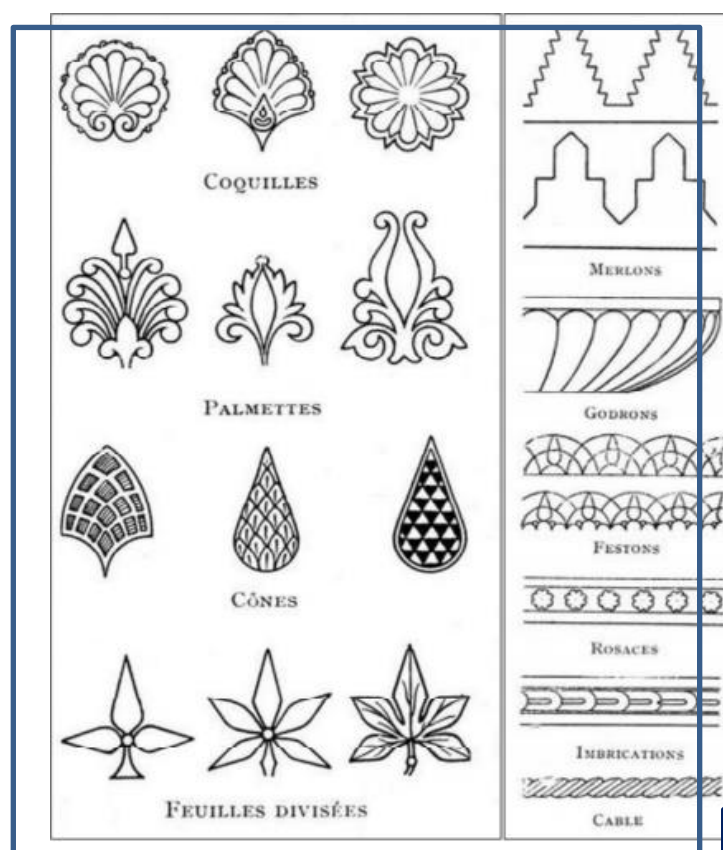 COQUILLES
PALMETTES
CÔNES
FEUILLES DIVISÉES
MERLONS
GODRONS
FESTONS
ROSACES
IMBRICATIONS
CABLE